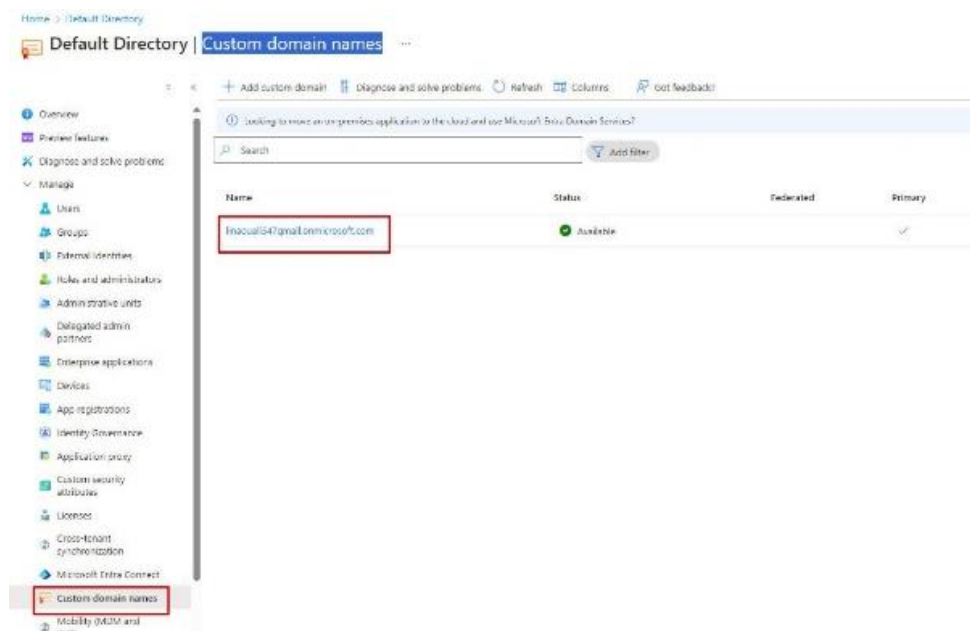 Home > Default Directory
Default Directory | Custom domain names ...
Add custom domain Diagnose and solve problems Refresh Columns Got feedback?
Looking to move an on-premises application to the cloud and use Microsoft Entra Domain Services?
Search
Add filter
Name Status Federated Primary
Available
Overview
Preview features
Diagnose and solve problems
Manage
Users
Groups
External Identities
Roles and administrators
Administrative units
Delegated admin
partners
Enterprise applications
Devices
App registrations
Identity Governance
Application proxy
Custom security
attributes
Licenses
Cross-tenant
synchronization
Microsoft Entra Connect
Custom domain names
Mobility (MDM and